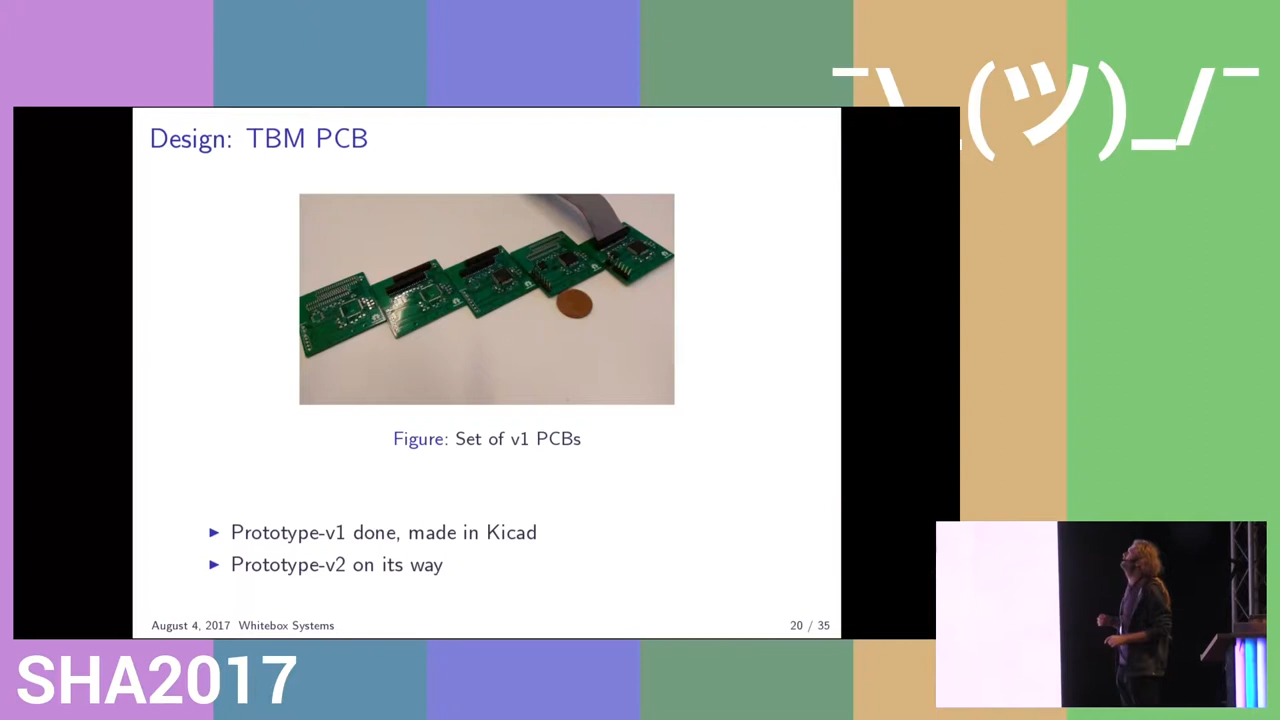 ¯\_(ツ)_/¯
Design: TBM PCB
Figure: Set of v1 PCBs
▶ Prototype-v1 done, made in Kicad
▶ Prototype-v2 on its way
August 4, 2017 Whitebox Systems
20 / 35
SHA2017